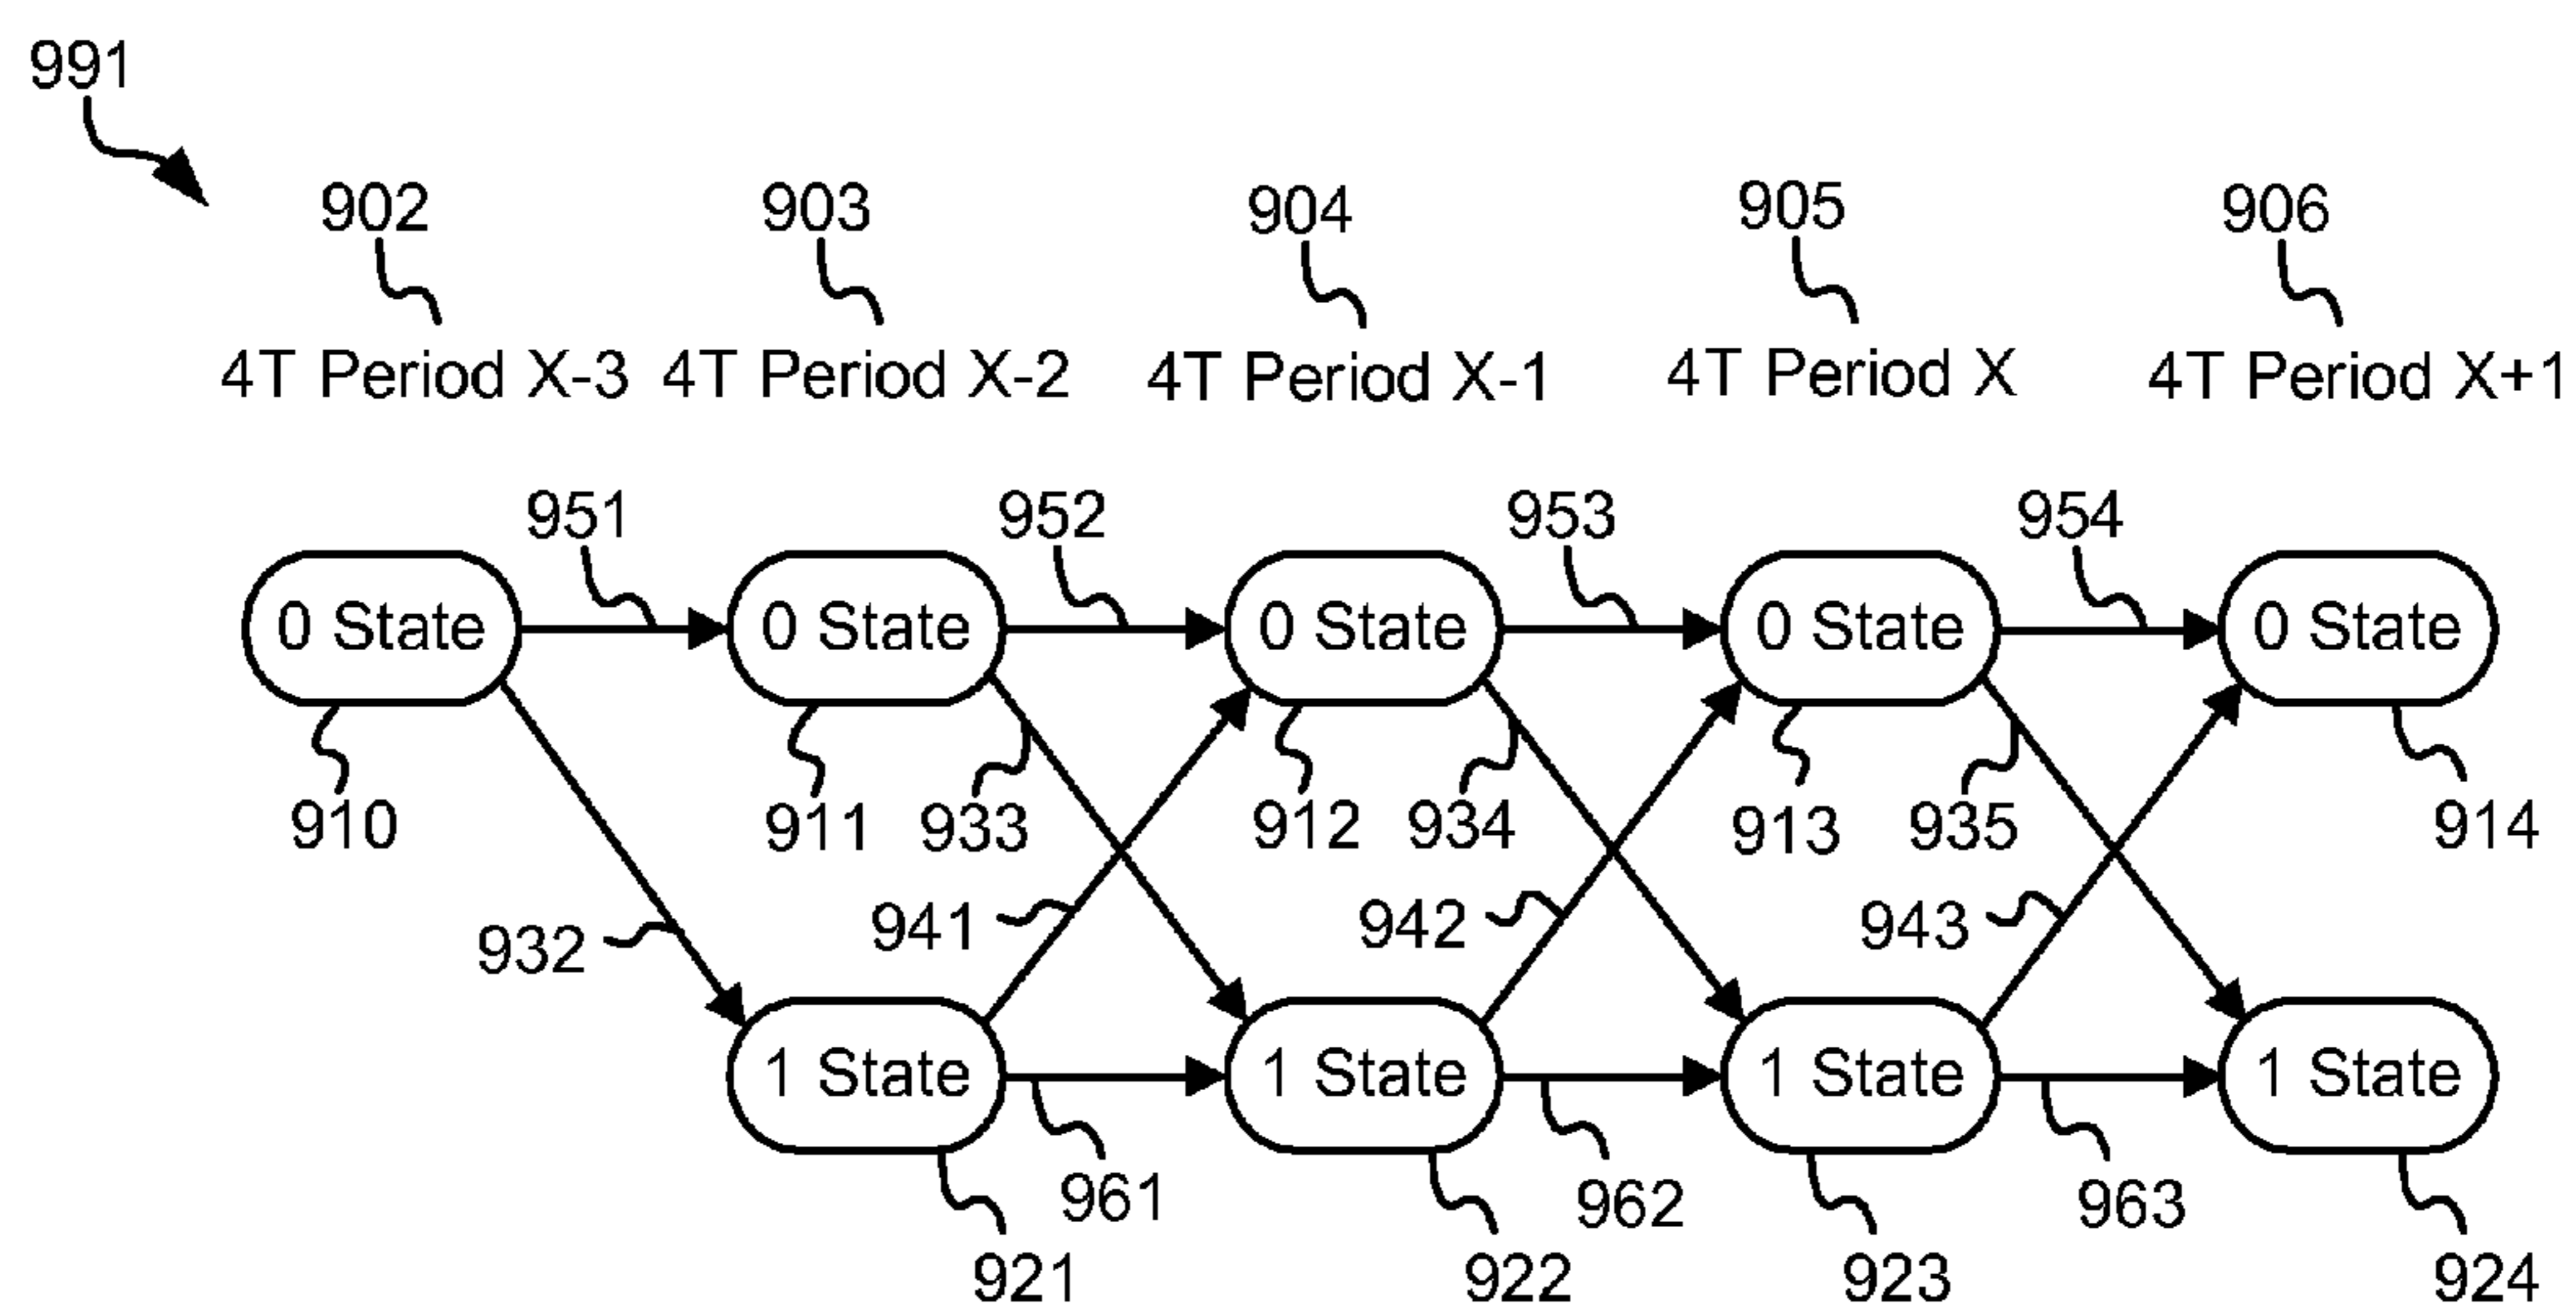 991
902 903 904 905 906
4T Period X-3 4T Period X-2 4T Period X-1 4T Period X 4T Period X+1
951 952 953 954
0 State 0 State 0 State 0 State 0 State
910 911 933 912 934 913 935 914
932 941 942 943
1 State 1 State 1 State 1 State
961 962 963
921 922 923 924